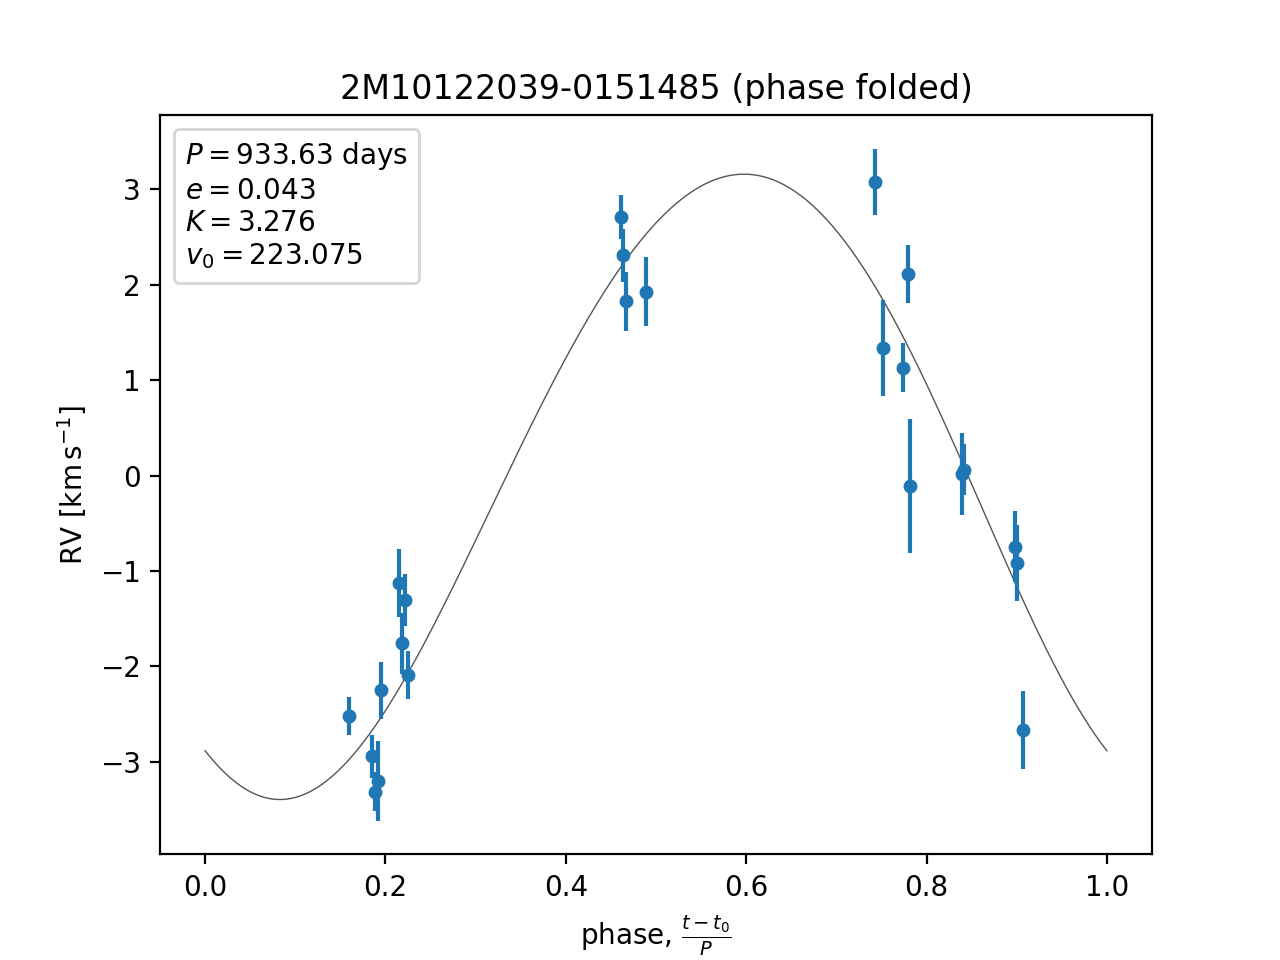 2M10122039-0151485 (phase folded)
P = 933.63 days
e = 0.043
K = 3.276
v₀ = 223.075
3
2
1
0
−1
−2
−3
RV [km s⁻¹]
0.0 0.2 0.4 0.6 0.8 1.0
phase, (t − t₀)/P